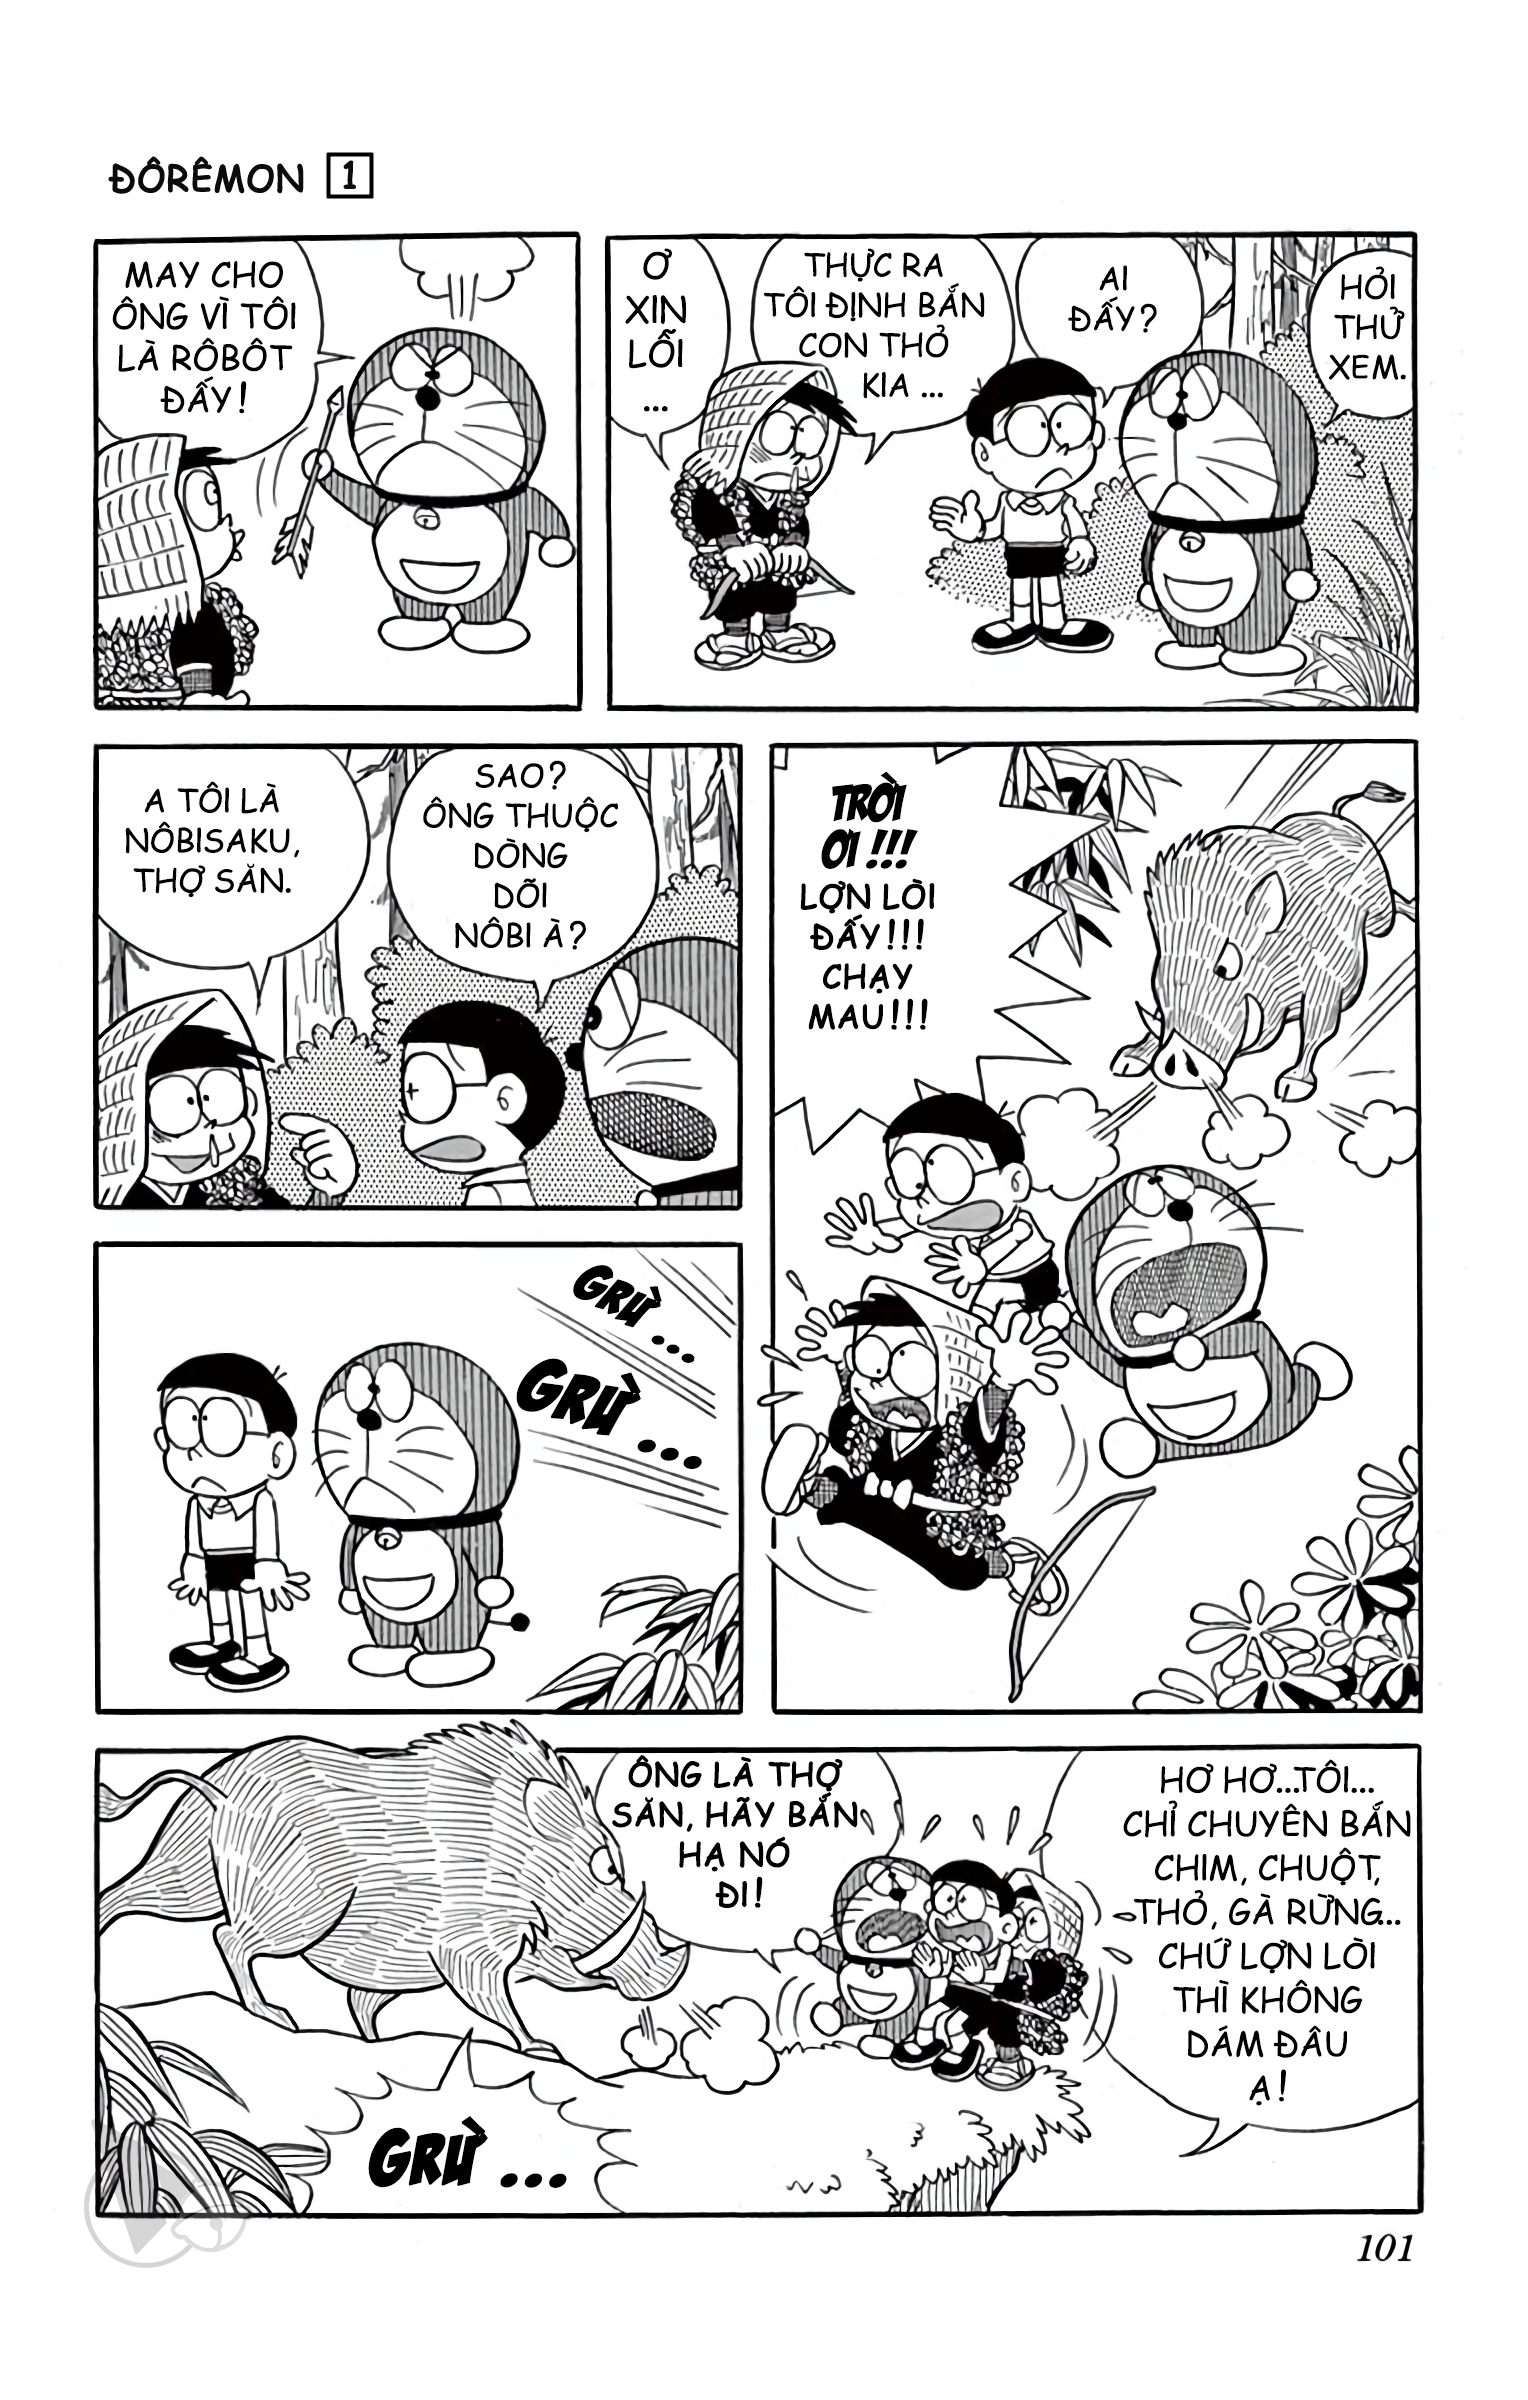 ĐÔRÊMON 1
MAY CHO
ÔNG VÌ TÔI
LÀ RÔBÔT
ĐẤY!
Ơ
XIN
LỖI
...
THỰC RA
TÔI ĐỊNH BẮN
CON THỎ
KIA ...
AI
ĐẤY?
HỎI
THỬ
XEM.
A TÔI LÀ
NÔBISAKU,
THỢ SĂN.
SAO?
ÔNG THUỘC
DÒNG
DÕI
NÔBI À?
GRỪ ...
GRỪ ...
TRỜI
ƠI !!!
LỢN LÒI
ĐẤY!!!
CHẠY
MAU!!!
ÔNG LÀ THỢ
SĂN, HÃY BẮN
HẠ NÓ
ĐI!
HƠ HƠ...TÔI...
CHỈ CHUYÊN BẮN
CHIM, CHUỘT,
THỎ, GÀ RỪNG...
CHỨ LỢN LÒI
THÌ KHÔNG
DÁM ĐÂU
Ạ!
GRỪ ...
101